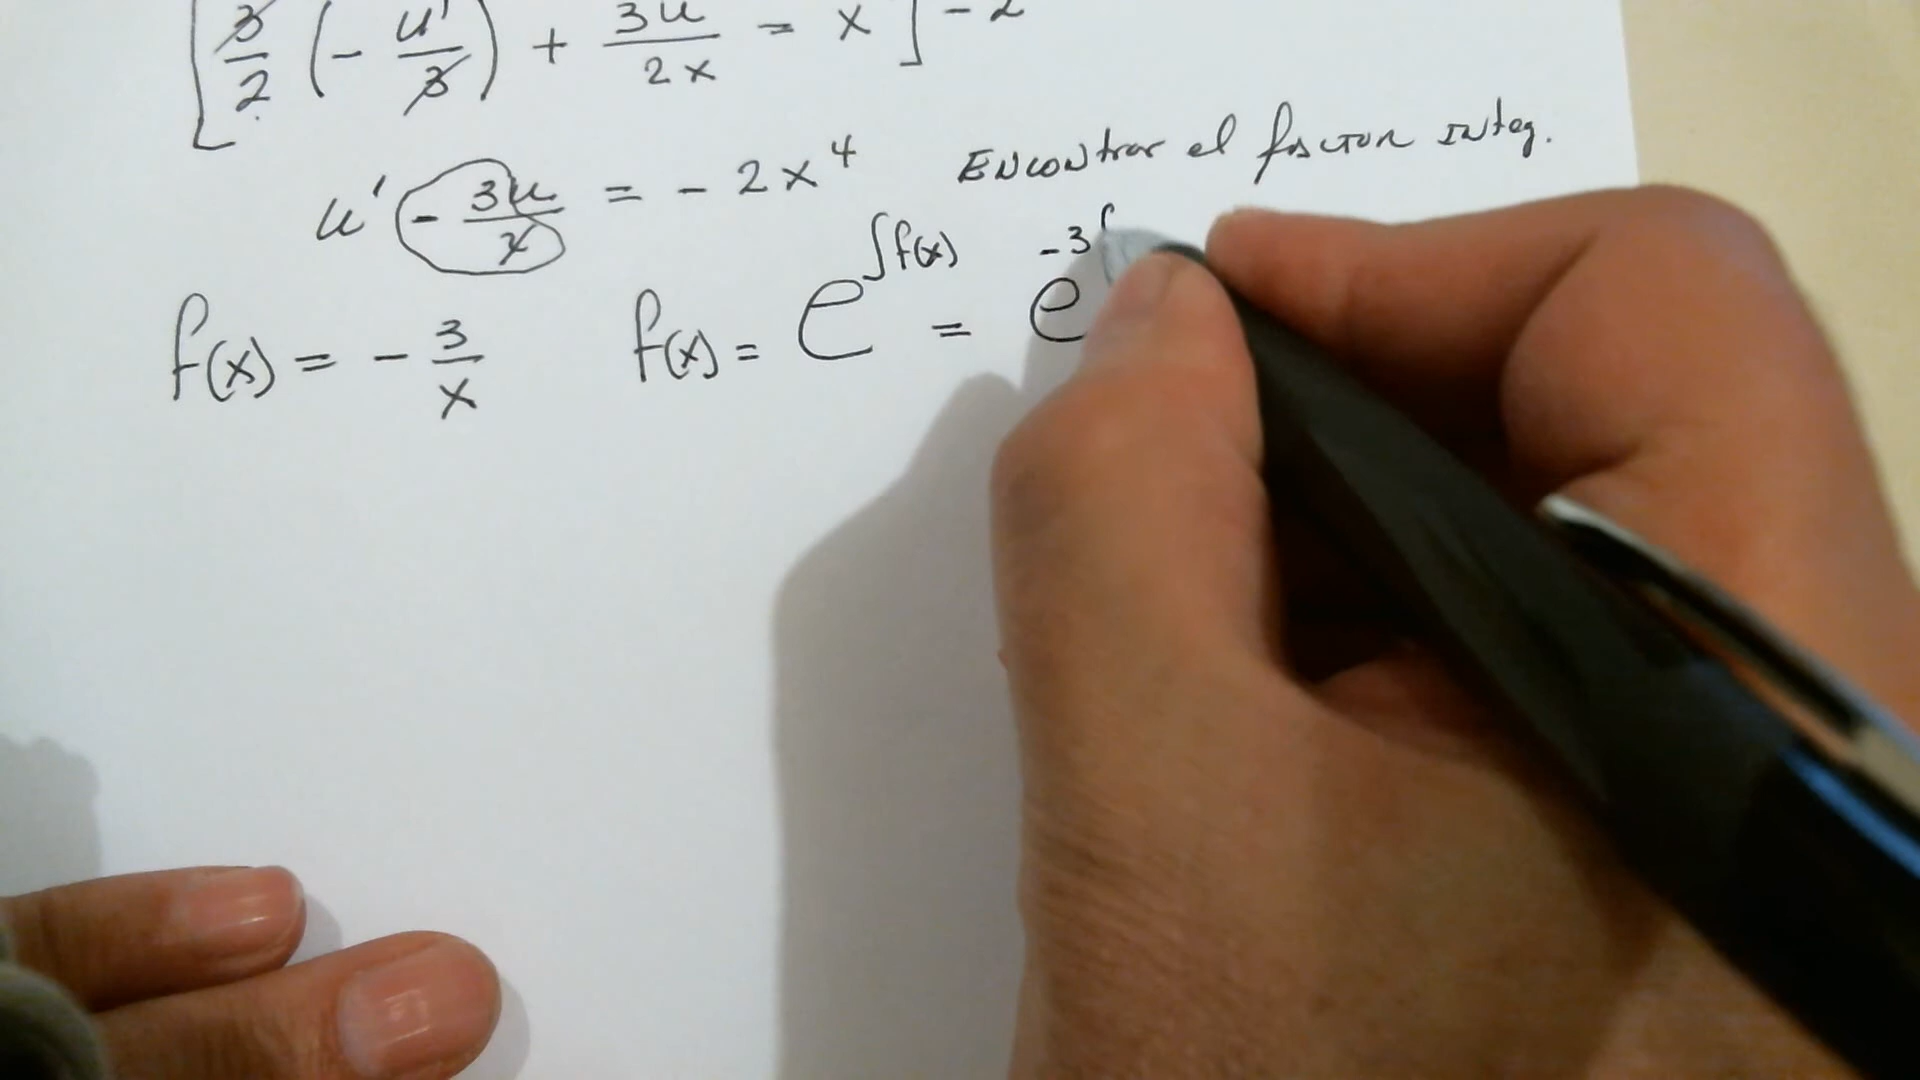 [3/2 (- u'/3) + 3u/2x = x] -2
u' - 3u/x = - 2x⁴ ENCONTRAR el factor INTEG.
f(x) = - 3/x f(x) = e^∫f(x) = e^-3∫